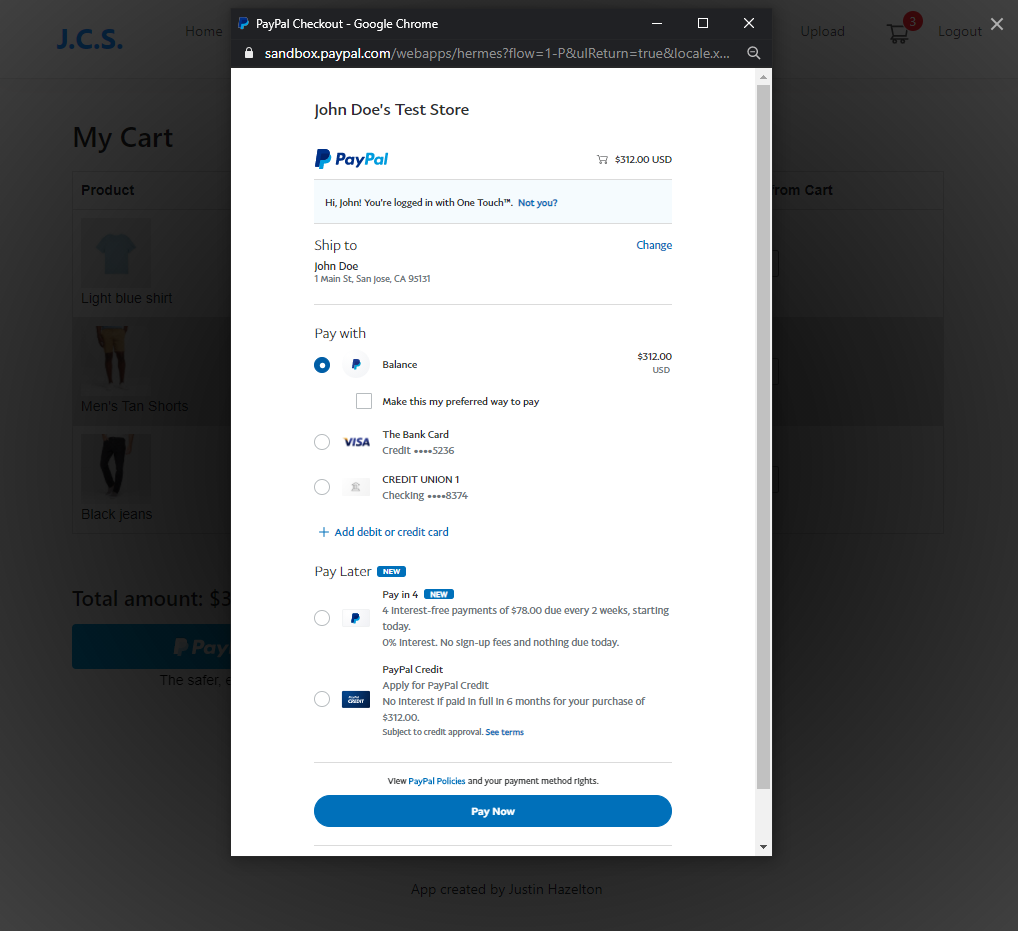 PayPal Checkout - Google Chrome
sandbox.paypal.com/webapps/hermes?flow=1-P&ulReturn=true&locale.x...
J.C.S.
Home
Upload
3
Logout
My Cart
Product
from Cart
Light blue shirt
Men's Tan Shorts
Black jeans
Total amount: $3
Pay
The safer, e
John Doe's Test Store
PayPal
$312.00 USD
Hi, John! You're logged in with One Touch™. Not you?
Ship to
Change
John Doe
1 Main St, San Jose, CA 95131
Pay with
Balance
$312.00
USD
Make this my preferred way to pay
VISA
The Bank Card
Credit ••••5236
CREDIT UNION 1
Checking ••••8374
+ Add debit or credit card
Pay Later NEW
Pay in 4 NEW
4 interest-free payments of $78.00 due every 2 weeks, starting
today.
0% interest. No sign-up fees and nothing due today.
PayPal Credit
Apply for PayPal Credit
PayPal
CREDIT
No interest if paid in full in 6 months for your purchase of
$312.00.
Subject to credit approval. See terms
View PayPal Policies and your payment method rights.
Pay Now
App created by Justin Hazelton